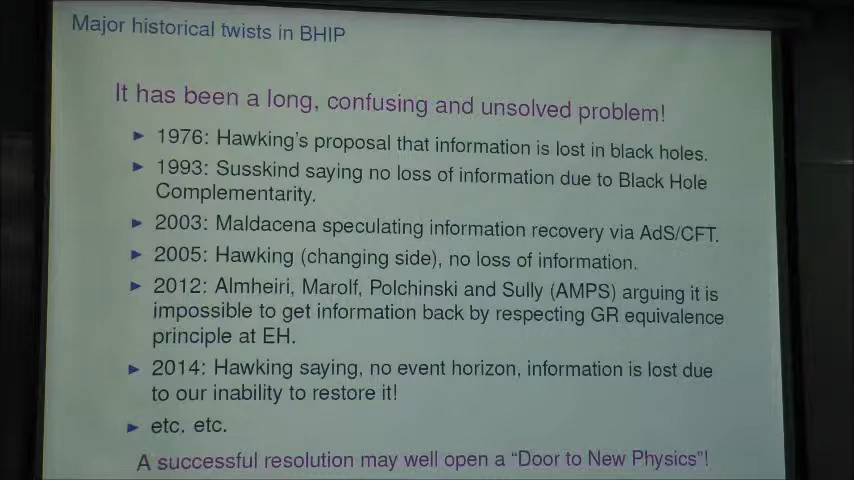 Major historical twists in BHIP
It has been a long, confusing and unsolved problem!
► 1976: Hawking's proposal that information is lost in black holes.
► 1993: Susskind saying no loss of information due to Black Hole
Complementarity.
► 2003: Maldacena speculating information recovery via AdS/CFT.
► 2005: Hawking (changing side), no loss of information.
► 2012: Almheiri, Marolf, Polchinski and Sully (AMPS) arguing it is
impossible to get information back by respecting GR equivalence
principle at EH.
► 2014: Hawking saying, no event horizon, information is lost due
to our inability to restore it!
► etc. etc.
A successful resolution may well open a “Door to New Physics”!